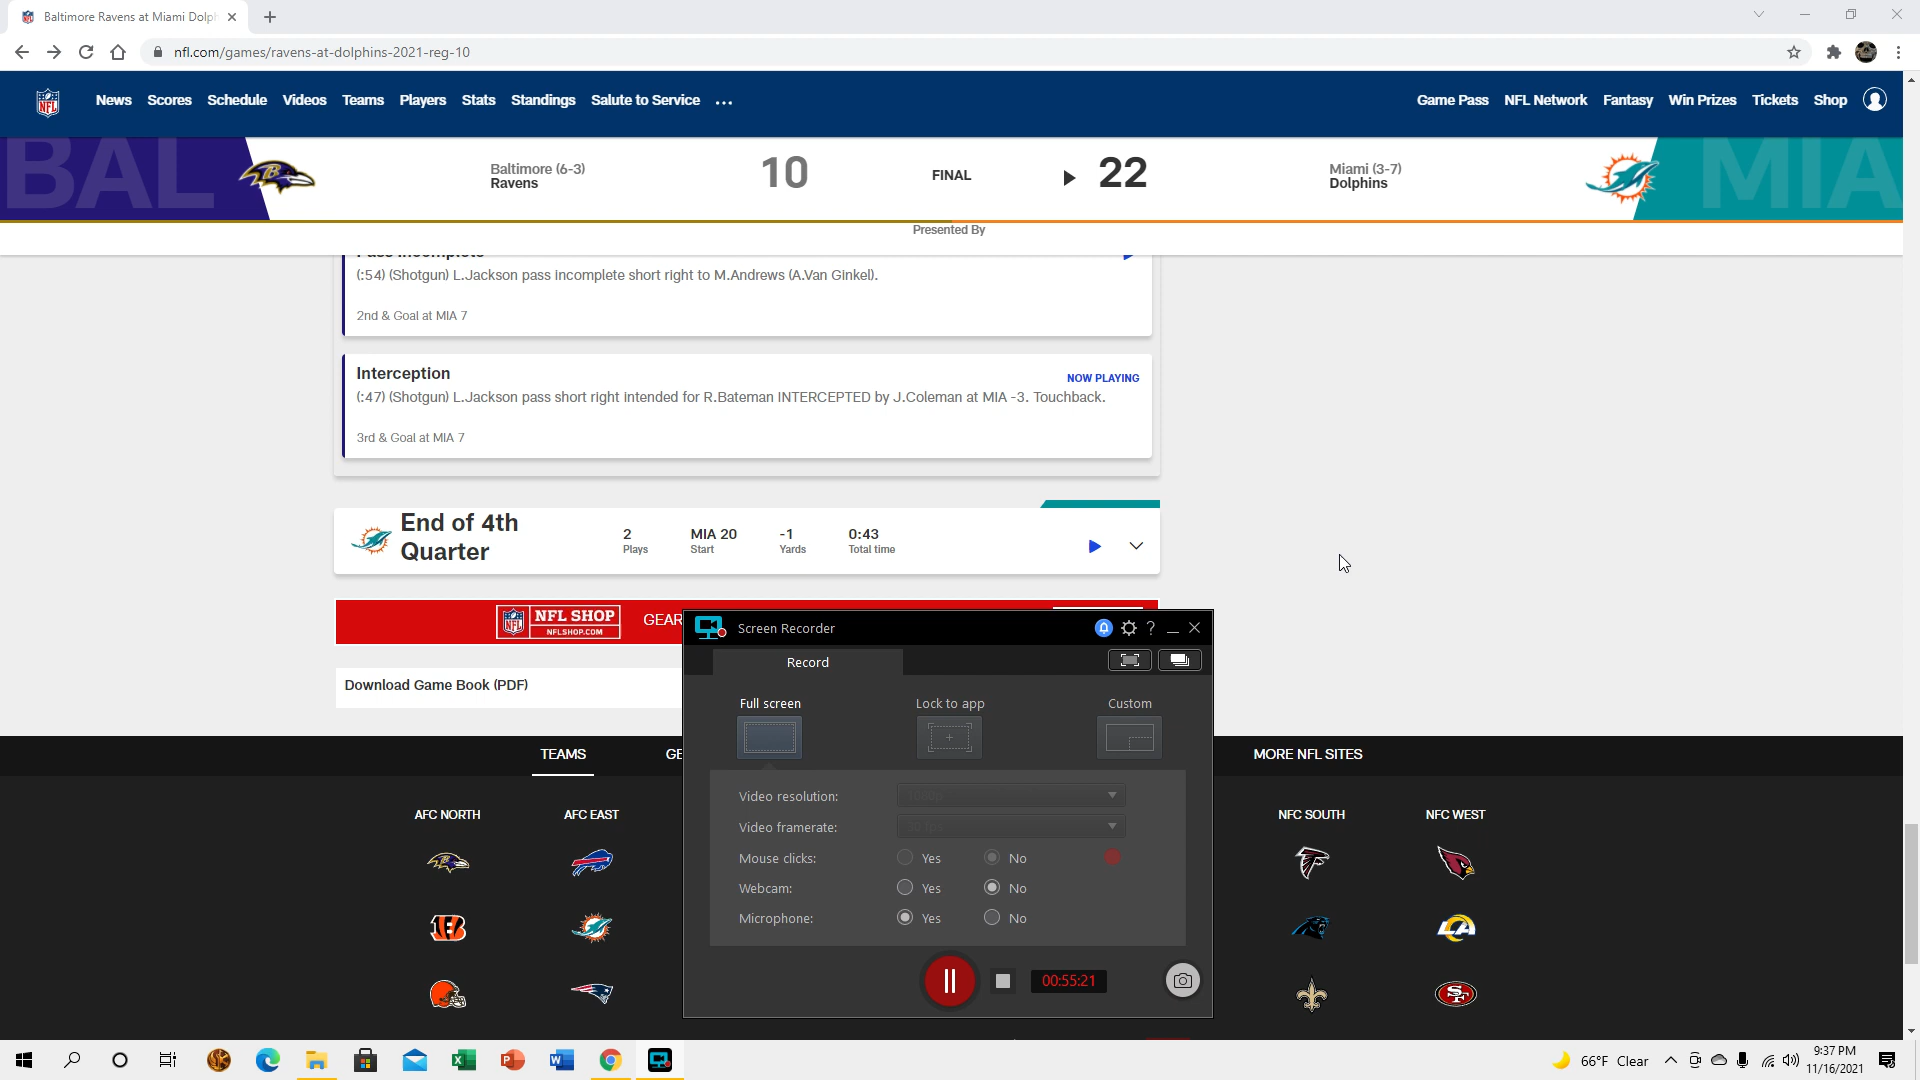 Baltimore Ravens at Miami Dolph
nfl.com/games/ravens-at-dolphins-2021-reg-10
NFL News Scores Schedule Videos Teams Players Stats Standings Salute to Service ... Game Pass NFL Network Fantasy Win Prizes Tickets Shop
BAL Baltimore (6-3) 10 FINAL 22 Miami (3-7) MIA
Ravens Dolphins
Presented By
(:54) (Shotgun) L.Jackson pass incomplete short right to M.Andrews (A.Van Ginkel).
2nd & Goal at MIA 7
Interception
NOW PLAYING
(:47) (Shotgun) L.Jackson pass short right intended for R.Bateman INTERCEPTED by J.Coleman at MIA -3. Touchback.
3rd & Goal at MIA 7
End of 4th
Quarter
2 MIA 20 -1 0:43
Plays Start Yards Total time
NFL SHOP
NFLSHOP.COM
GEAR
Download Game Book (PDF)
Screen Recorder
Record
Full screen Lock to app Custom
Video resolution:
Video framerate:
Mouse clicks: Yes No
Webcam: Yes No
Microphone: Yes No
00:55:21
TEAMS GE MORE NFL SITES
AFC NORTH AFC EAST NFC SOUTH NFC WEST
66°F Clear
9:37 PM
11/16/2021